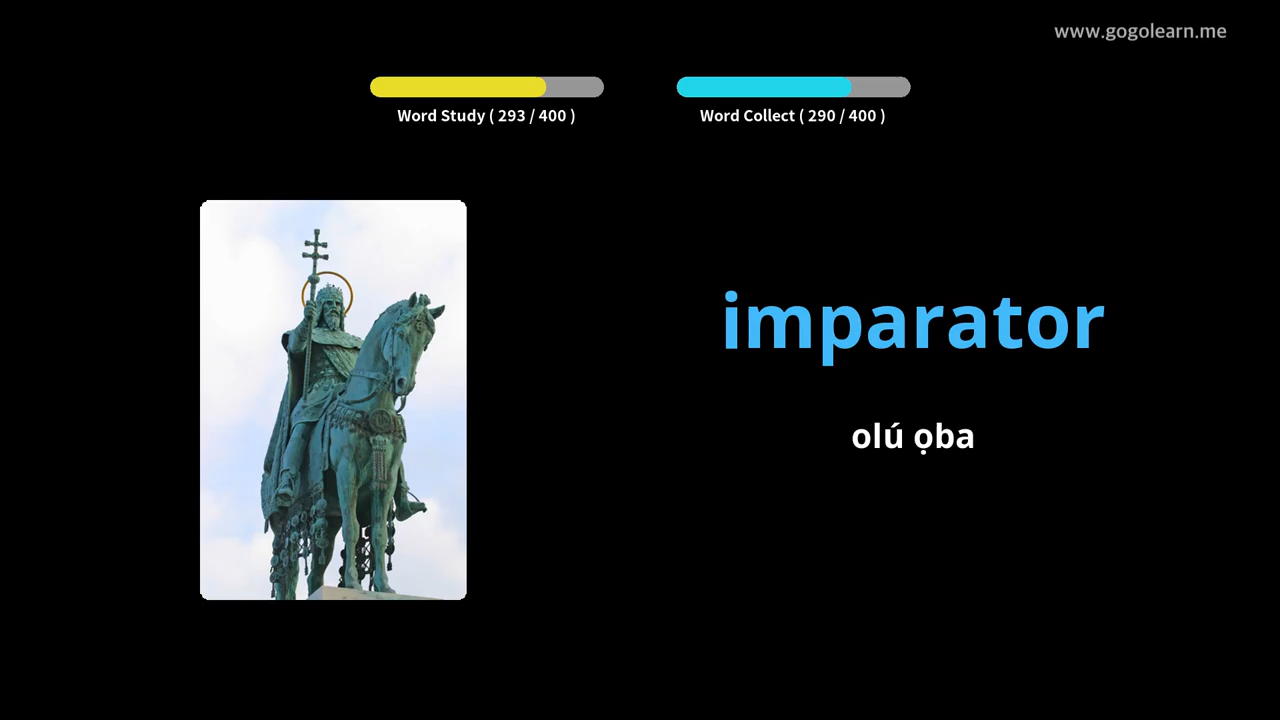 www.gogolearn.me
Word Study ( 293 / 400 )
Word Collect ( 290 / 400 )
imparator
olú ọba